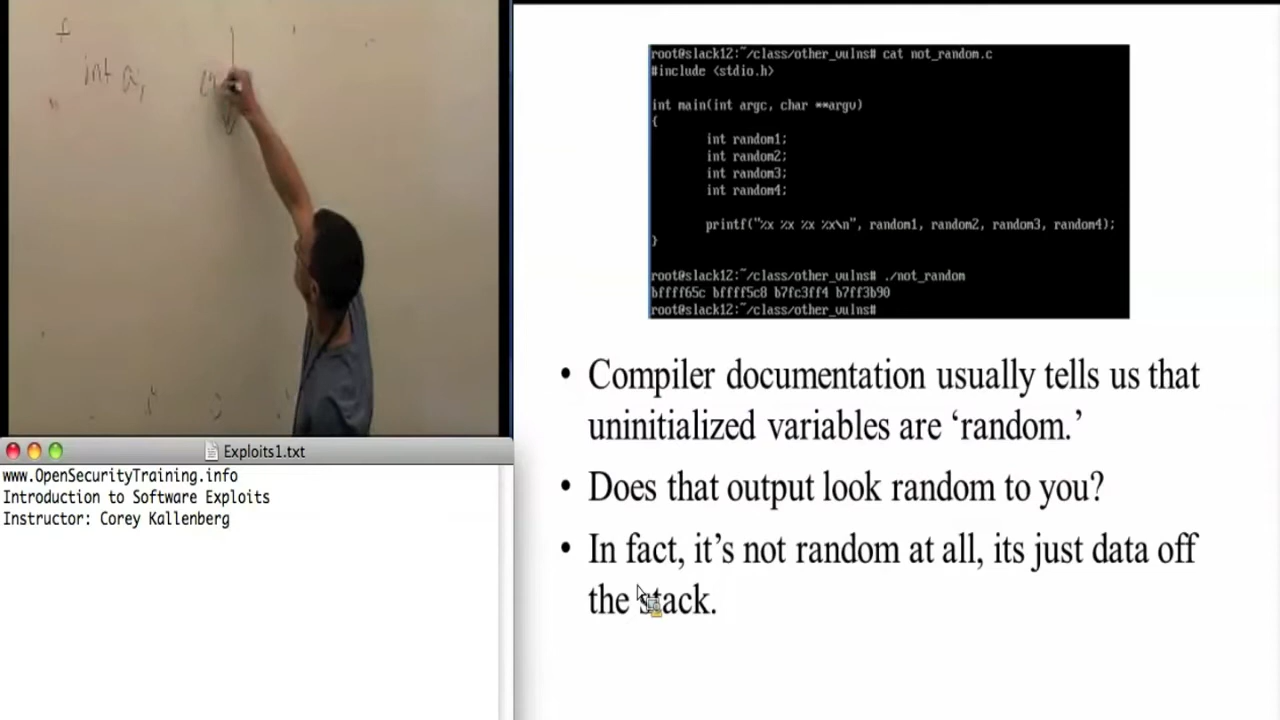 int a,
root@slack12:~/class/other_vulns# cat not_random.c
#include <stdio.h>
int main(int argc, char **argv)
{
int random1;
int random2;
int random3;
int random4;
printf("%x %x %x %x\n", random1, random2, random3, random4);
}
root@slack12:~/class/other_vulns# ./not_random
bffff65c bffff5c8 b7fc3ff4 b7ff3b90
root@slack12:~/class/other_vulns#
• Compiler documentation usually tells us that
uninitialized variables are ‘random.’
• Does that output look random to you?
• In fact, it’s not random at all, its just data off
the stack.
Exploits1.txt
www.OpenSecurityTraining.info
Introduction to Software Exploits
Instructor: Corey Kallenberg